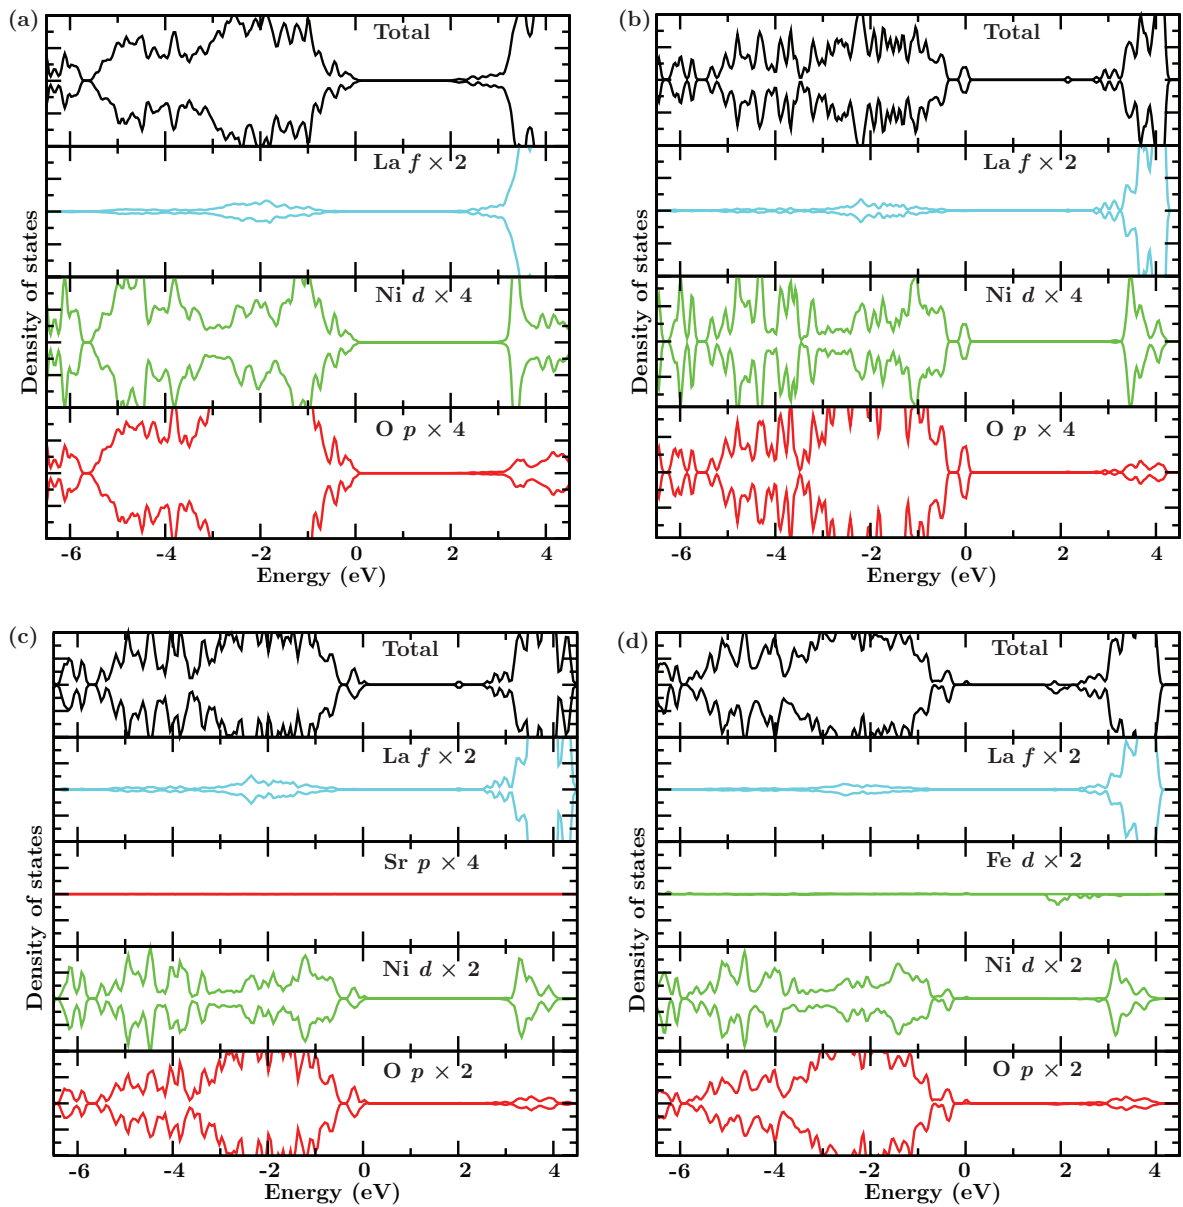 (a)
Total
La f × 2
Ni d × 4
O p × 4
Density of states
-6 -4 -2 0 2 4
Energy (eV)
(b)
Total
La f × 2
Ni d × 4
O p × 4
Density of states
-6 -4 -2 0 2 4
Energy (eV)
(c)
Total
La f × 2
Sr p × 4
Ni d × 2
O p × 2
Density of states
-6 -4 -2 0 2 4
Energy (eV)
(d)
Total
La f × 2
Fe d × 2
Ni d × 2
O p × 2
Density of states
-6 -4 -2 0 2 4
Energy (eV)